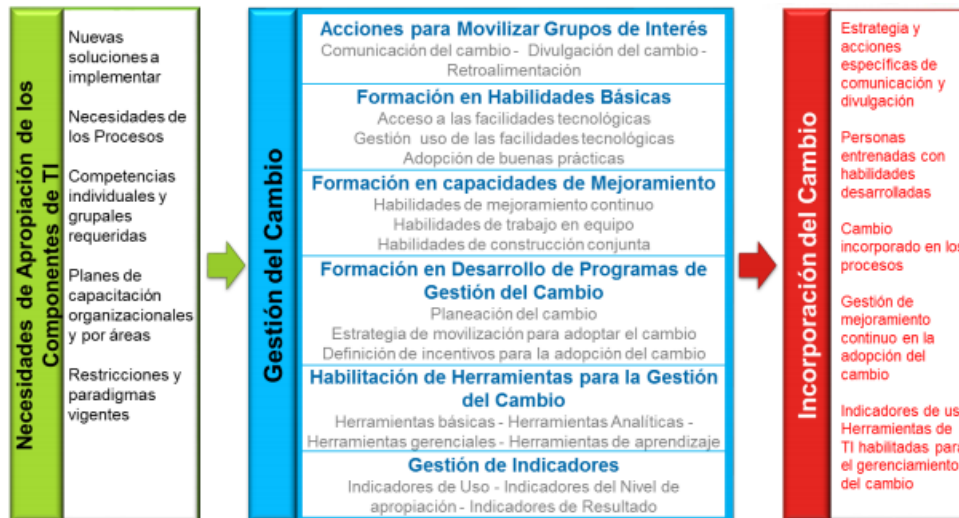 Necesidades de Apropiación de los
Componentes de TI
Nuevas
soluciones a
implementar
Necesidades de
los Procesos
Competencias
individuales y
grupales
requeridas
Planes de
capacitación
organizacionales
y por áreas
Restricciones y
paradigmas
vigentes
Gestión del Cambio
Acciones para Movilizar Grupos de Interés
Comunicación del cambio - Divulgación del cambio -
Retroalimentación
Formación en Habilidades Básicas
Acceso a las facilidades tecnológicas
Gestión uso de las facilidades tecnológicas
Adopción de buenas prácticas
Formación en capacidades de Mejoramiento
Habilidades de mejoramiento continuo
Habilidades de trabajo en equipo
Habilidades de construcción conjunta
Formación en Desarrollo de Programas de
Gestión del Cambio
Planeación del cambio
Estrategia de movilización para adoptar el cambio
Definición de incentivos para la adopción del cambio
Habilitación de Herramientas para la Gestión
del Cambio
Herramientas básicas - Herramientas Analíticas -
Herramientas gerenciales - Herramientas de aprendizaje
Gestión de Indicadores
Indicadores de Uso - Indicadores del Nivel de
apropiación - Indicadores de Resultado
Incorporación del Cambio
Estrategia y
acciones
específicas de
comunicación y
divulgación
Personas
entrenadas con
habilidades
desarrolladas
Cambio
incorporado en los
procesos
Gestión de
mejoramiento
continuo en la
adopción del
cambio
Indicadores de us
Herramientas de
TI habilitadas para
el gerenciamiento
del cambio